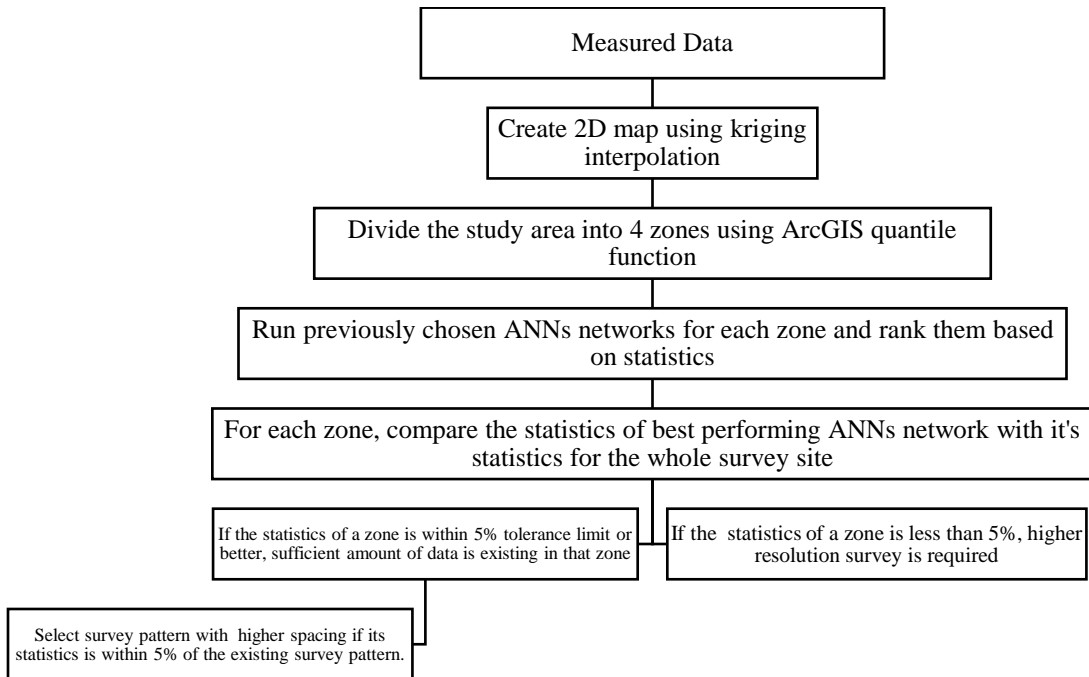 Measured Data
Create 2D map using kriging
interpolation
Divide the study area into 4 zones using ArcGIS quantile
function
Run previously chosen ANNs networks for each zone and rank them based
on statistics
For each zone, compare the statistics of best performing ANNs network with it's
statistics for the whole survey site
If the statistics of a zone is within 5% tolerance limit or
better, sufficient amount of data is existing in that zone
If the statistics of a zone is less than 5%, higher
resolution survey is required
Select survey pattern with higher spacing if its
statistics is within 5% of the existing survey pattern.